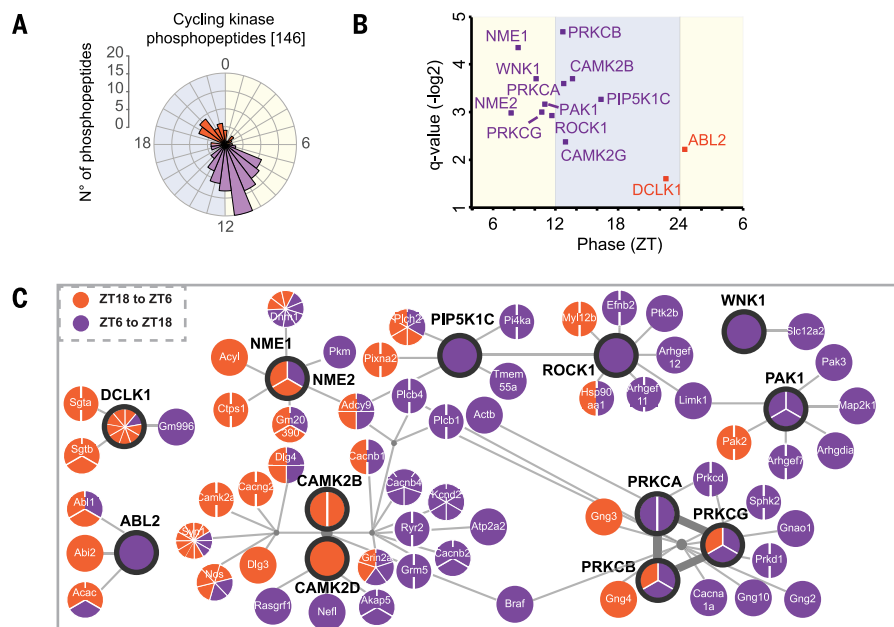 A
Cycling kinase
phosphopeptides [146]
N° of phosphopeptides
20
15
10
5
0
0
6
12
18
B
q-value (-log2)
5
4
3
2
1
NME1
PRKCB
WNK1
CAMK2B
PRKCA
PIP5K1C
NME2
PAK1
PRKCG
ROCK1
CAMK2G
ABL2
DCLK1
6
12
18
24
6
Phase (ZT)
C
ZT18 to ZT6
ZT6 to ZT18
Dnm1
NME1
NME2
Acyl
Pkm
Ctps1
Gm20
390
Adcy9
PIP5K1C
Plch2
Pi4ka
Pixna2
Tmem
55a
Plcb4
Plcb1
Actb
Cacnb1
ROCK1
Myl12b
Efnb2
Ptk2b
Arhgef
12
Hsp90
aa1
Arhgef
11
Limk1
WNK1
Slc12a2
PAK1
Pak3
Map2k1
Pak2
Arhgef7
Arhgdia
DCLK1
Sgta
Sgtb
Gm996
ABL2
Abl1
Abi2
Acac
CAMK2B
CAMK2D
Dlg4
Cacng2
Camk2a
Syn1
Nos
Dlg3
Rasgrf1
Nefl
Akap5
Grin2a
Grm5
Cacnb4
Kcnd2
Ryr2
Cacnb2
Atp2a2
Braf
PRKCA
PRKCG
PRKCB
Prkcd
Sphk2
Gng3
Gnao1
Prkd1
Gng4
Cacna
1a
Gng10
Gng2